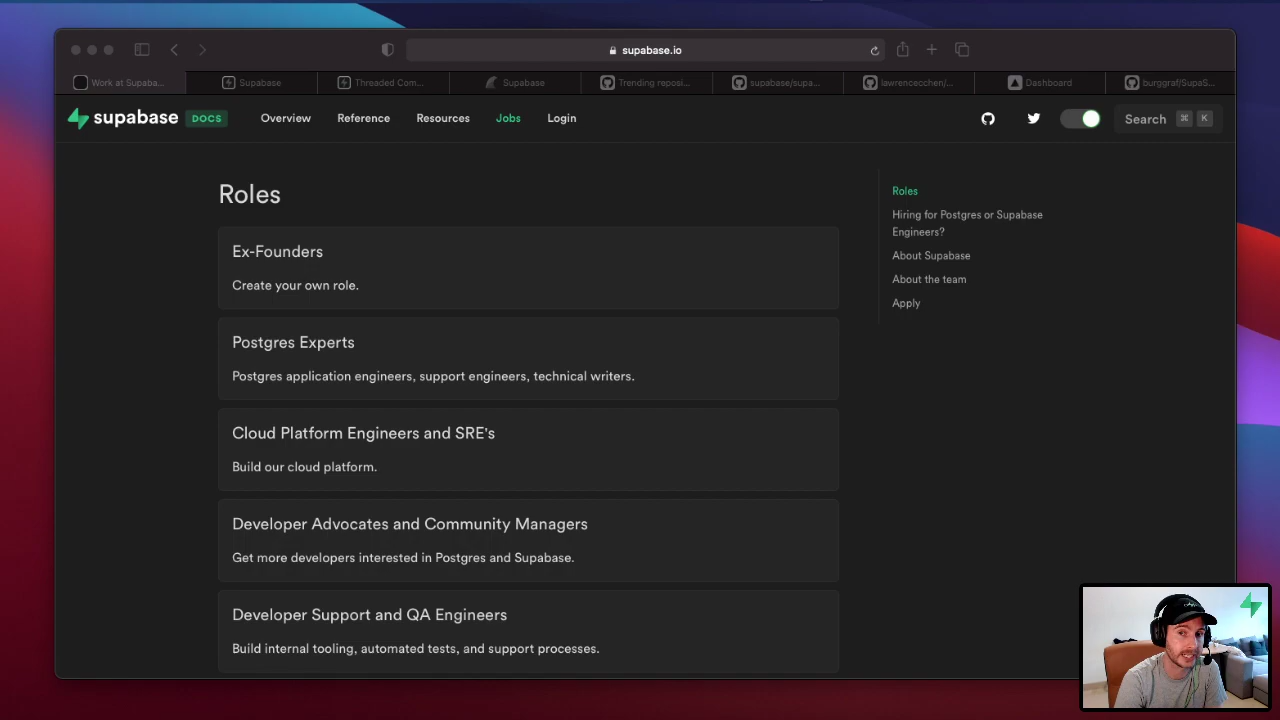 supabase.io
Work at Supaba...
Supabase
Threaded Com...
Supabase
Trending reposi...
supabase/supa...
lawrencecchen/...
Dashboard
burggraf/SupaS...
supabase DOCS
Overview
Reference
Resources
Jobs
Login
Search ⌘ K
Roles
Ex-Founders
Create your own role.
Postgres Experts
Postgres application engineers, support engineers, technical writers.
Cloud Platform Engineers and SRE's
Build our cloud platform.
Developer Advocates and Community Managers
Get more developers interested in Postgres and Supabase.
Developer Support and QA Engineers
Build internal tooling, automated tests, and support processes.
Roles
Hiring for Postgres or Supabase
Engineers?
About Supabase
About the team
Apply